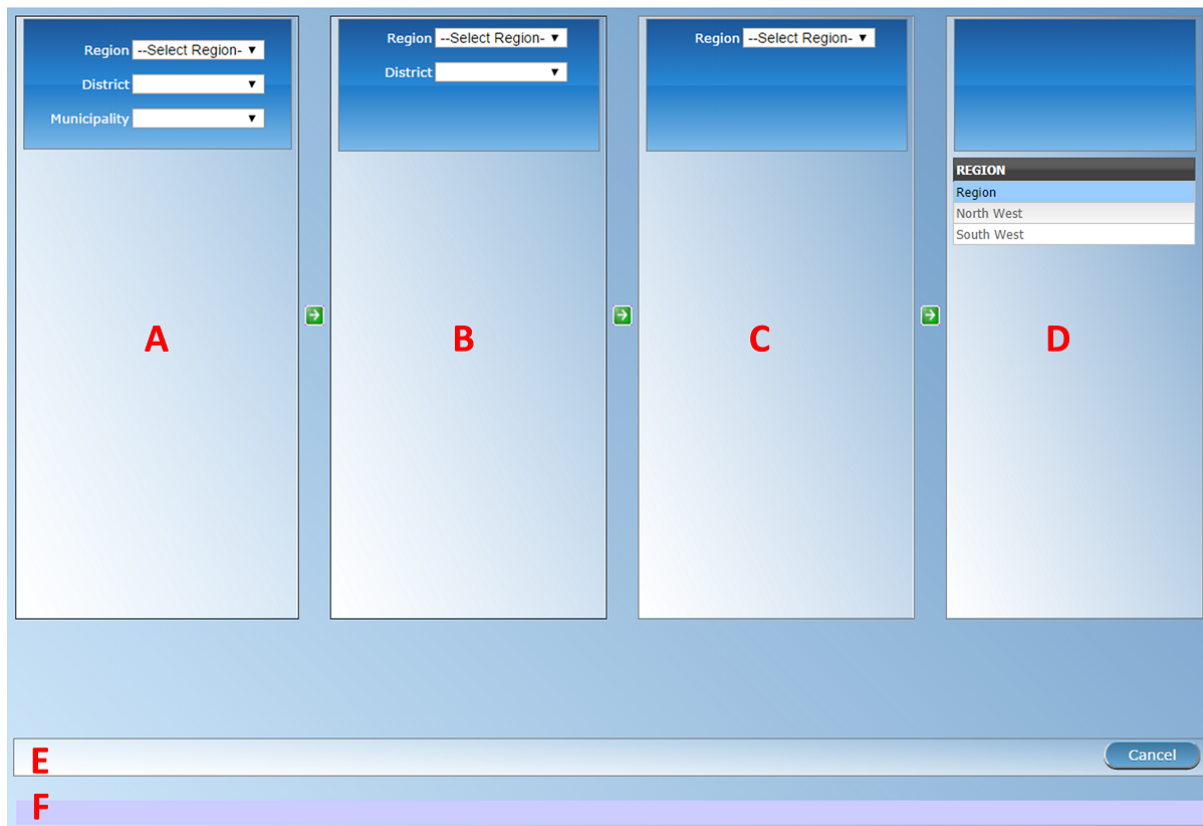 Region --Select Region-
District
Municipality
A
Region --Select Region-
District
B
Region --Select Region-
C
REGION
Region
North West
South West
D
E
Cancel
F